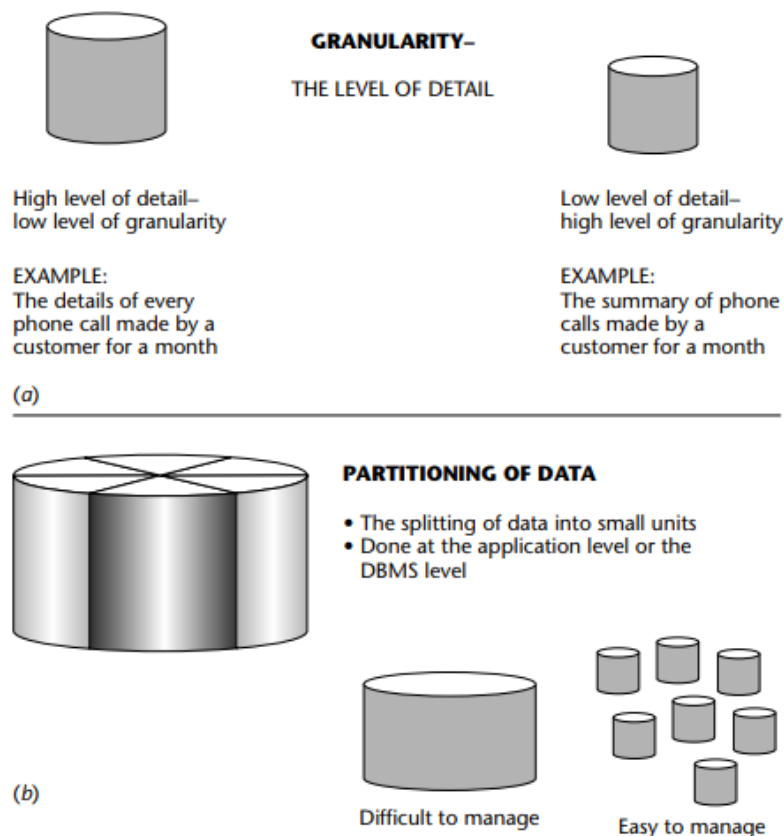 GRANULARITY–
THE LEVEL OF DETAIL
High level of detail–
low level of granularity
EXAMPLE:
The details of every
phone call made by a
customer for a month
Low level of detail–
high level of granularity
EXAMPLE:
The summary of phone
calls made by a
customer for a month
(a)
PARTITIONING OF DATA
• The splitting of data into small units
• Done at the application level or the
DBMS level
(b)
Difficult to manage
Easy to manage